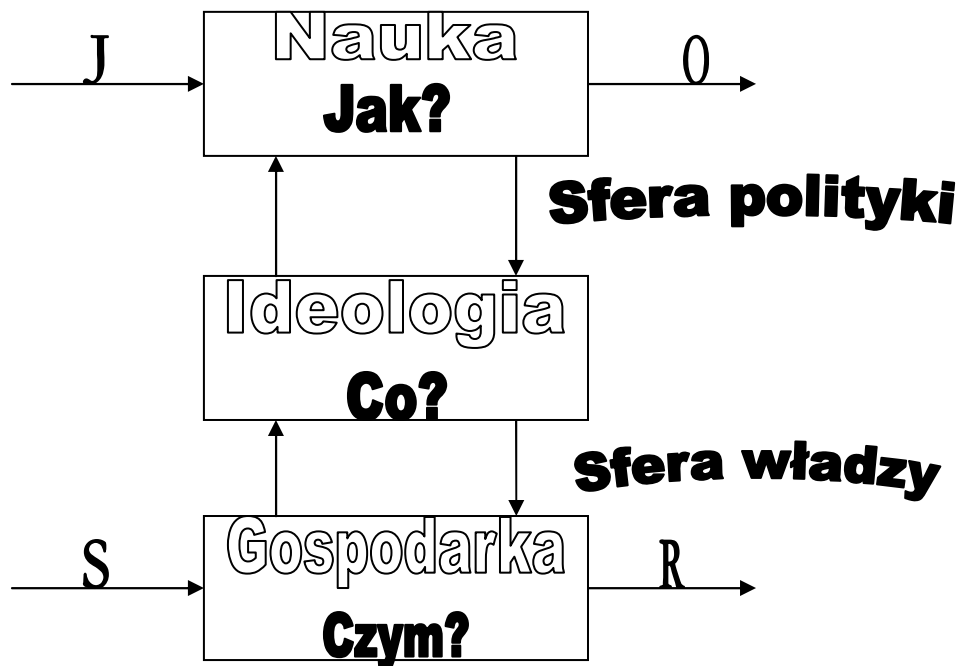 J
Nauka
O
Jak?
Sfera polityki
Ideologia
Co?
Sfera władzy
S
Gospodarka
R
Czym?